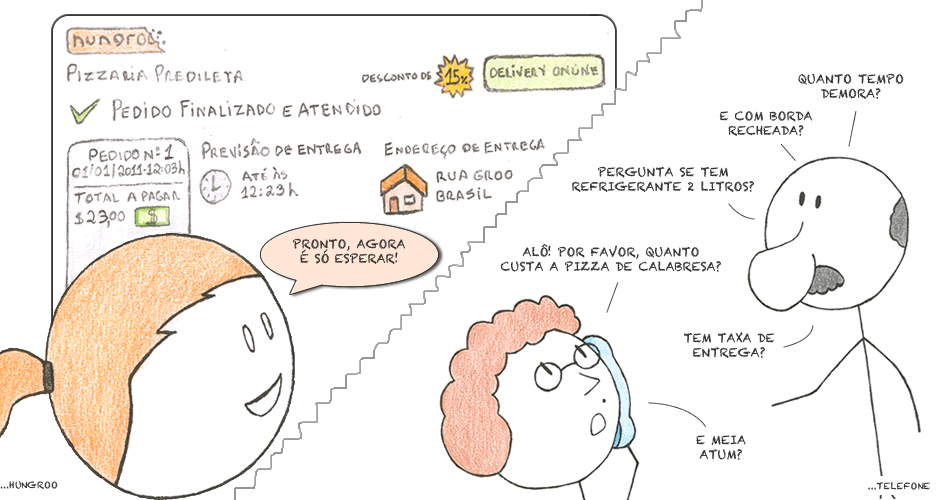 HUNGROO
PIZZARIA PREDILETA
DESCONTO DE 15%
DELIVERY ONLINE
PEDIDO FINALIZADO E ATENDIDO
PEDIDO Nº 1
01/01/2011-12:03h
TOTAL A PAGAR
$23,00 $
PREVISÃO DE ENTREGA
ATÉ ÀS
12:23h
ENDEREÇO DE ENTREGA
RUA GROO
BRASIL
PRONTO, AGORA
É SÓ ESPERAR!
...HUNGROO
QUANTO TEMPO
DEMORA?
E COM BORDA
RECHEADA?
PERGUNTA SE TEM
REFRIGERANTE 2 LITROS?
ALÔ! POR FAVOR, QUANTO
CUSTA A PIZZA DE CALABRESA?
TEM TAXA DE
ENTREGA?
E MEIA
ATUM?
...TELEFONE